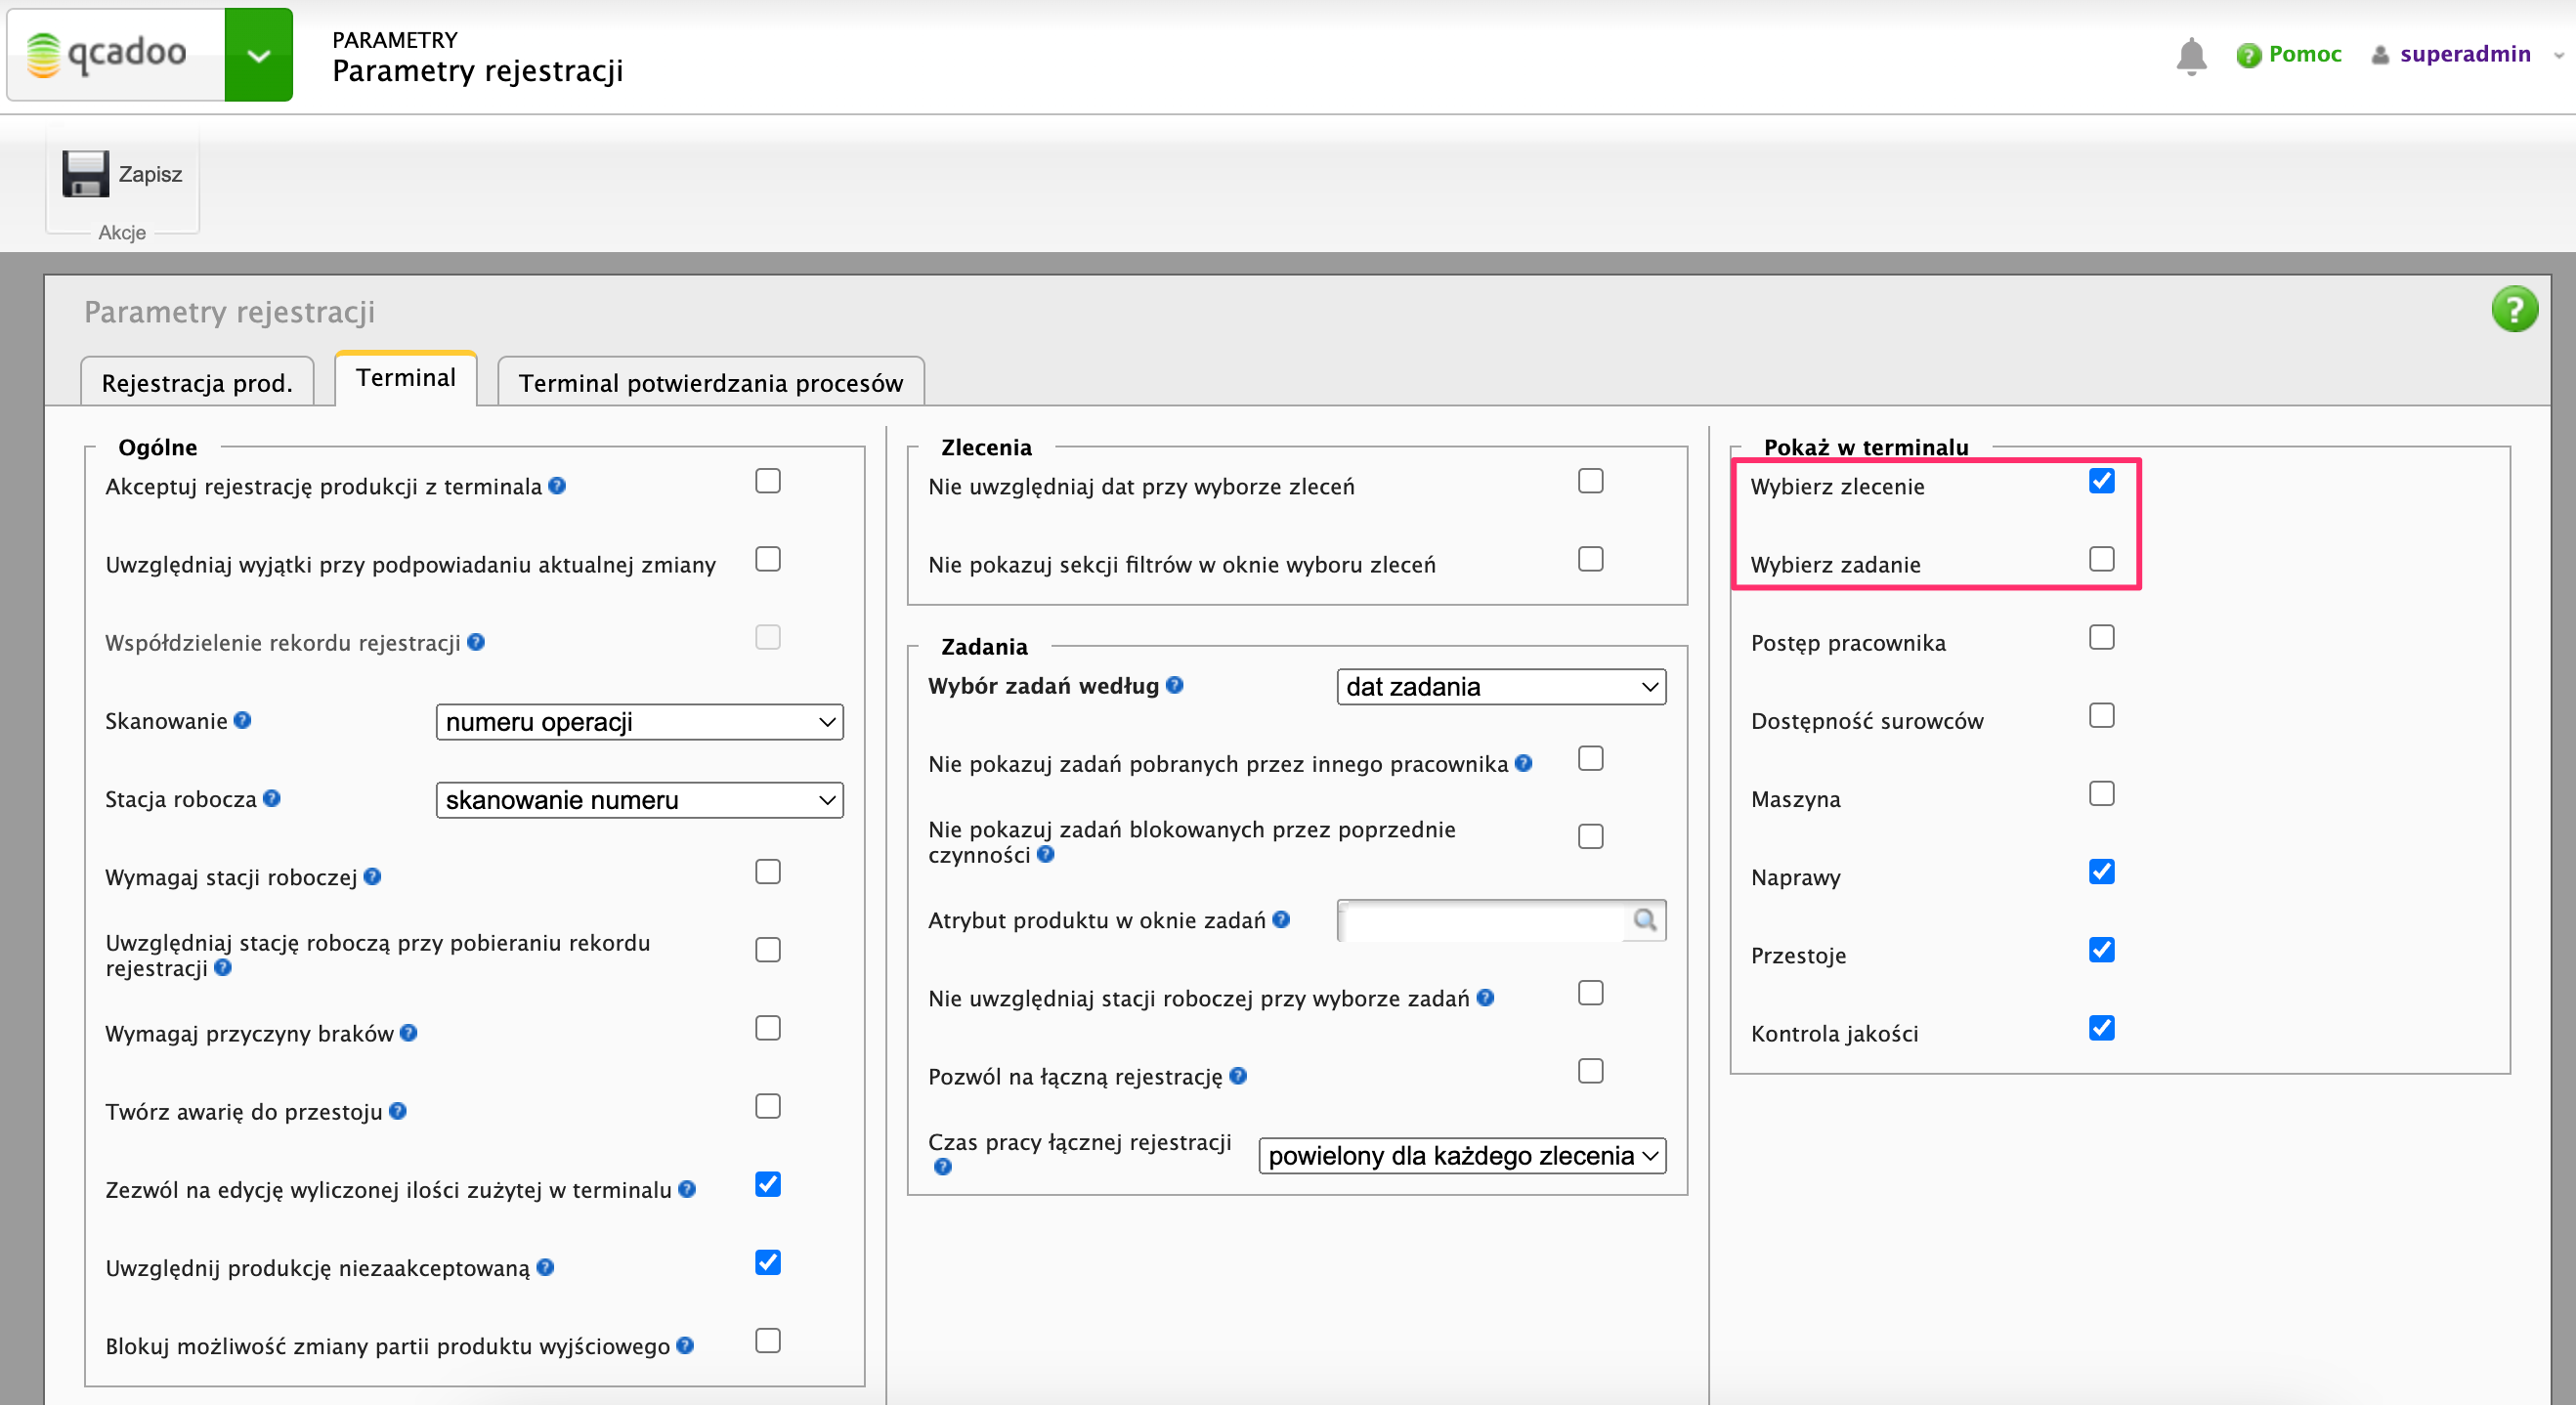 qcadoo
PARAMETRY
Parametry rejestracji
Pomoc
superadmin
Zapisz
Akcje
Parametry rejestracji
Rejestracja prod.
Terminal
Terminal potwierdzania procesów
Ogólne
Akceptuj rejestrację produkcji z terminala
Uwzględniaj wyjątki przy podpowiadaniu aktualnej zmiany
Współdzielenie rekordu rejestracji
Skanowanie
numeru operacji
Stacja robocza
skanowanie numeru
Wymagaj stacji roboczej
Uwzględniaj stację roboczą przy pobieraniu rekordu
rejestracji
Wymagaj przyczyny braków
Twórz awarię do przestoju
Zezwól na edycję wyliczonej ilości zużytej w terminalu
Uwzględnij produkcję niezaakceptowaną
Blokuj możliwość zmiany partii produktu wyjściowego
Zlecenia
Nie uwzględniaj dat przy wyborze zleceń
Nie pokazuj sekcji filtrów w oknie wyboru zleceń
Zadania
Wybór zadań według
dat zadania
Nie pokazuj zadań pobranych przez innego pracownika
Nie pokazuj zadań blokowanych przez poprzednie
czynności
Atrybut produktu w oknie zadań
Nie uwzględniaj stacji roboczej przy wyborze zadań
Pozwól na łączną rejestrację
Czas pracy łącznej rejestracji
powielony dla każdego zlecenia
Pokaż w terminalu
Wybierz zlecenie
Wybierz zadanie
Postęp pracownika
Dostępność surowców
Maszyna
Naprawy
Przestoje
Kontrola jakości